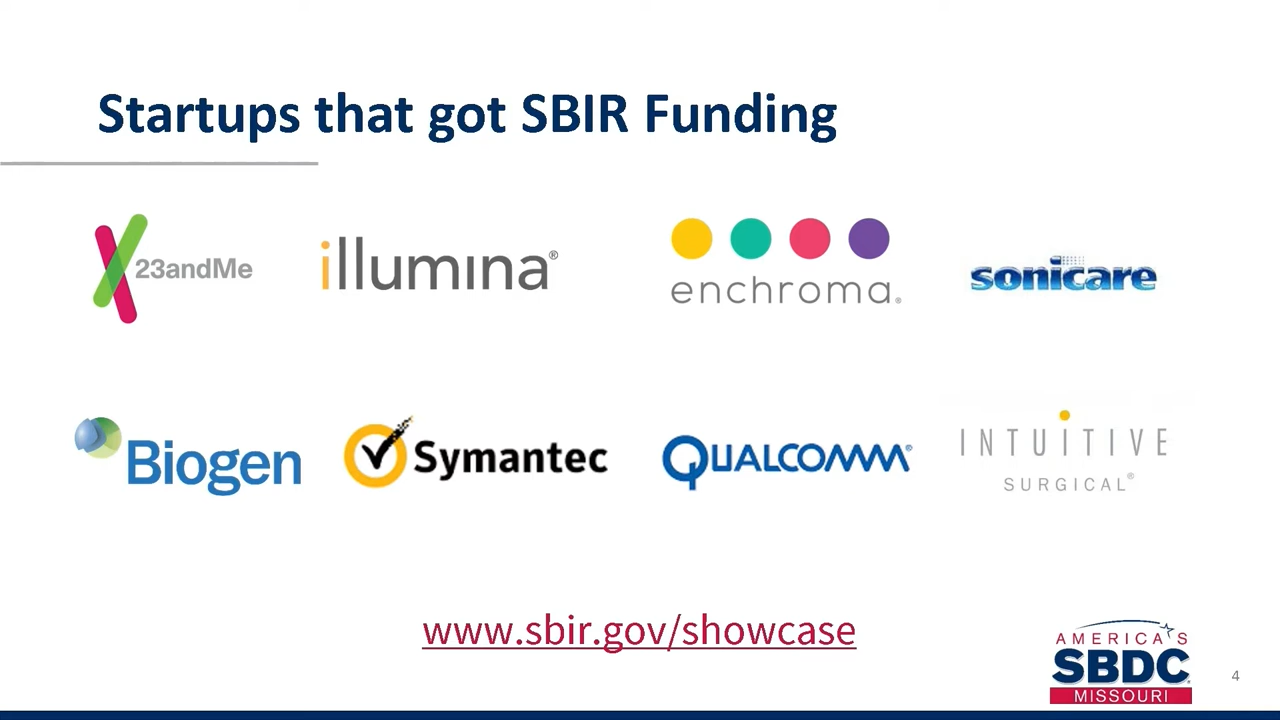 Startups that got SBIR Funding
23andMe
illumina®
enchroma®
sonicare
Biogen
Symantec
QUALCOMM®
INTUITIVE
SURGICAL®
www.sbir.gov/showcase
AMERICA'S
SBDC
MISSOURI
4